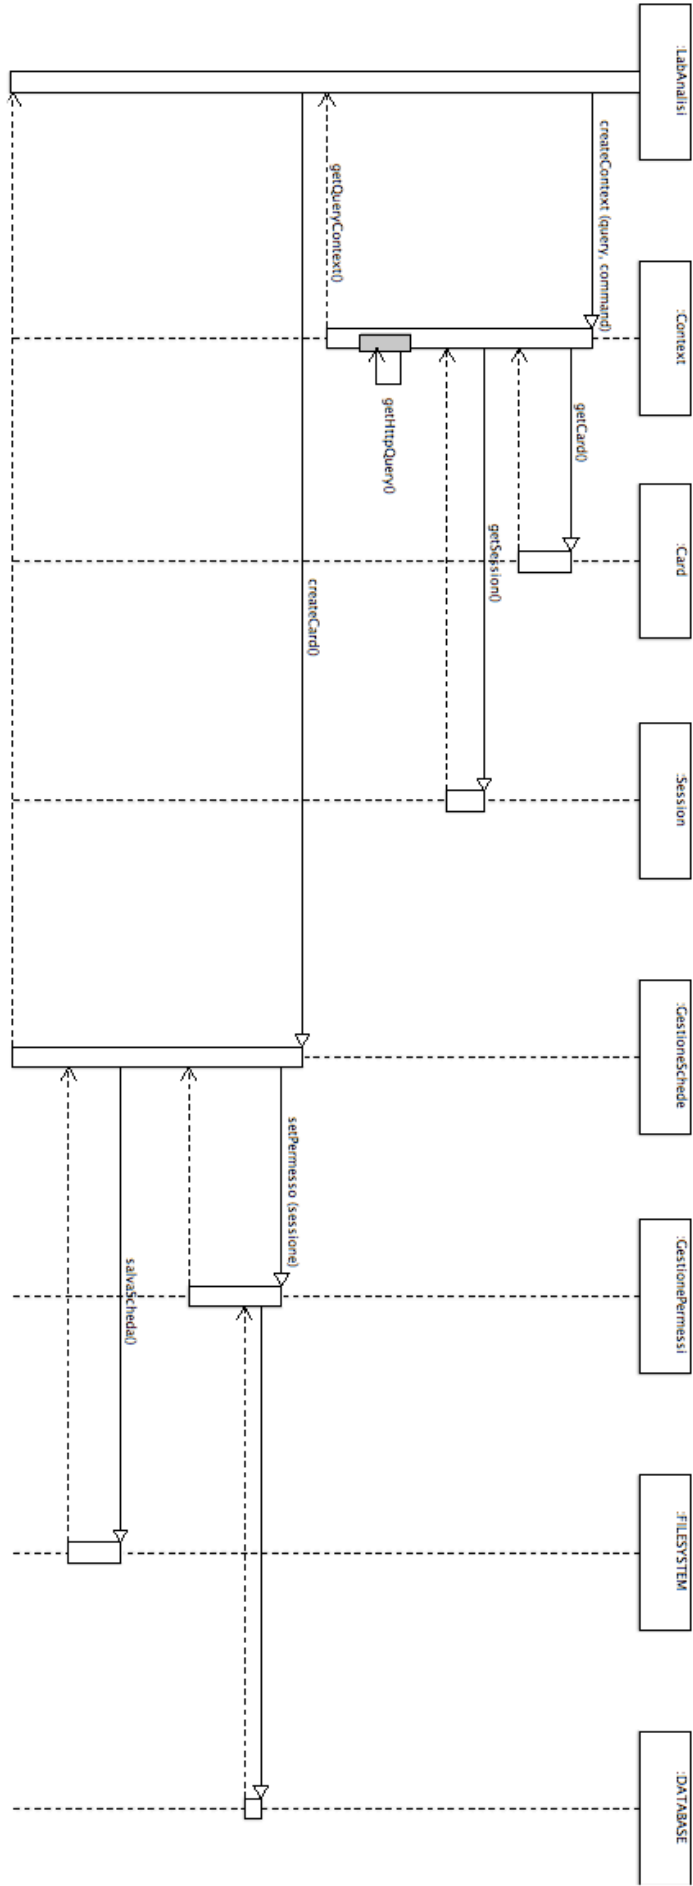 :LabAnalisi
:Context
:Card
:Session
:GestioneSchede
:GestionePermessi
:FILESYSTEM
:DATABASE
createContext (query, command)
getCard()
getSession()
getHttpQuery()
getQueryContext()
createCard()
setPermesso (sessione)
salvaScheda()